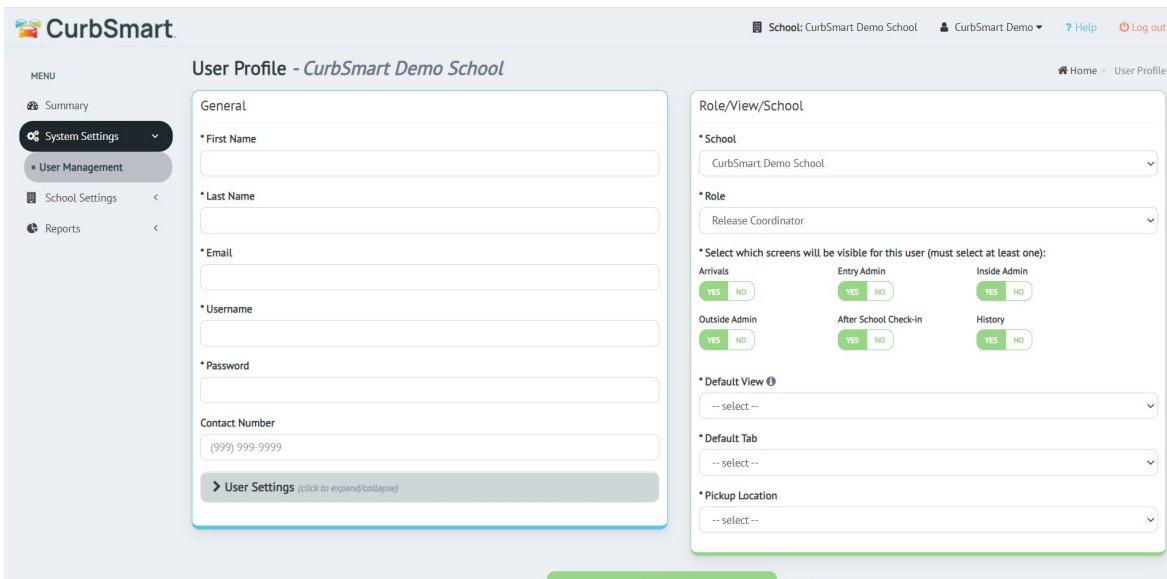 CurbSmart.
School: CurbSmart Demo School
CurbSmart Demo
? Help
Log out
MENU
Summary
System Settings
• User Management
School Settings
Reports
User Profile - CurbSmart Demo School
Home > User Profile
General
* First Name
* Last Name
* Email
* Username
* Password
Contact Number
(999) 999-9999
User Settings (click to expand/collapse)
Role/View/School
* School
CurbSmart Demo School
* Role
Release Coordinator
* Select which screens will be visible for this user (must select at least one):
Arrivals Entry Admin Inside Admin
YES NO YES NO YES NO
Outside Admin After School Check-in History
YES NO YES NO YES NO
* Default View
-- select --
* Default Tab
-- select --
* Pickup Location
-- select --